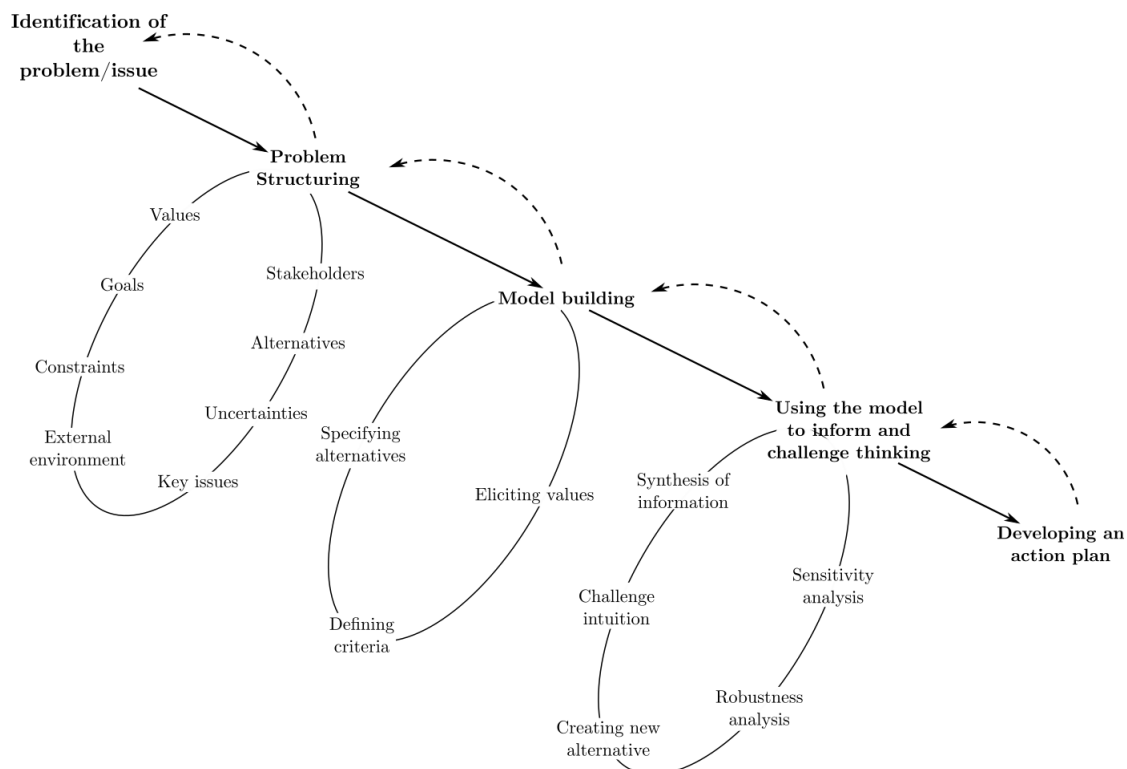 Identification of
the
problem/issue
Problem
Structuring
Values
Goals
Constraints
External
environment
Key issues
Uncertainties
Alternatives
Stakeholders
Model building
Specifying
alternatives
Defining
criteria
Eliciting values
Using the model
to inform and
challenge thinking
Synthesis of
information
Challenge
intuition
Creating new
alternative
Robustness
analysis
Sensitivity
analysis
Developing an
action plan